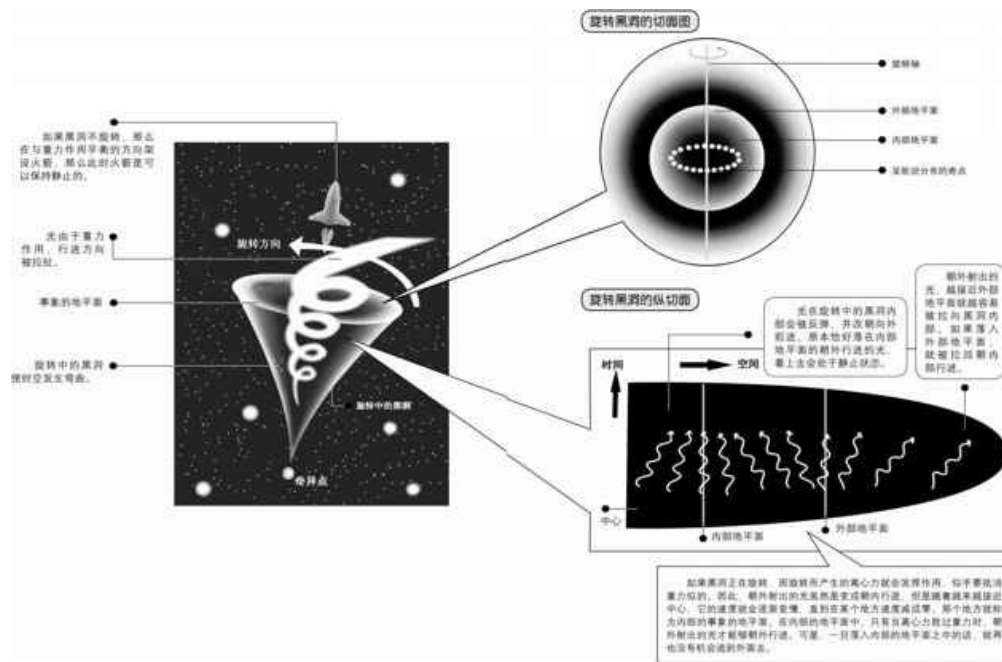 旋转黑洞的切面图
旋转轴
外部地平面
内部地平面
呈轮状分布的奇点
如果黑洞不旋转，那么
在与重力作用平衡的方向架
设火箭，那么此时火箭是可
以保持静止的。
光由于重力
作用，行进方向
被拉扯。
事象的地平面
旋转中的黑洞
使时空发生弯曲。
旋转方向
旋转中的黑洞
奇异点
旋转黑洞的纵切面
光在旋转中的黑洞内
部会被反弹，并改朝向外
前进。原本恰好落在内部
地平面的朝外行进的光，
看上去会处于静止状态。
朝外射出的
光，越接近外部
地平面就越容易
被拉向黑洞内
部。如果落入
外部地平面，
就被拉回朝内
部行进。
时间
空间
中心
内部地平面
外部地平面
如果黑洞正在旋转，因旋转而产生的离心力就会发挥作用，似乎要抵消
重力似的。因此，朝外射出的光虽然是变成朝内行进，但是随着越来越接近
中心，它的速度就会逐渐变慢，直到在某个地方速度减成零，那个地方就称
为内部的事象的地平面。在内部的地平面中，只有当离心力胜过重力时，朝
外射出的光才能够朝外行进。可是，一旦落入内部的地平面之中的话，就再
也没有机会逃到外面去。